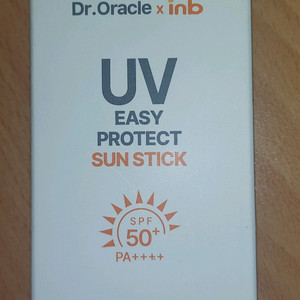 Dr.Oracle x inb
UV
EASY
PROTECT
SUN STICK
SPF
50+
PA++++